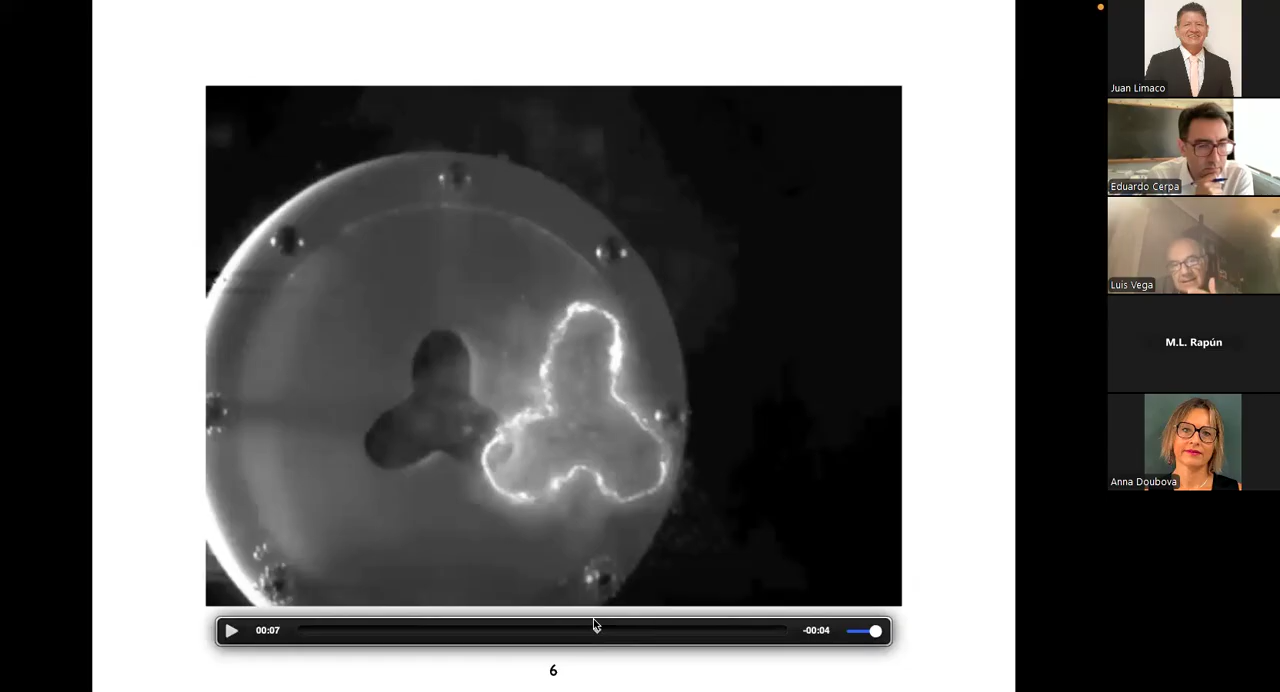 Juan Limaco
Eduardo Cerpa
Luis Vega
M.L. Rapún
Anna Doubova
00:07
-00:04
6